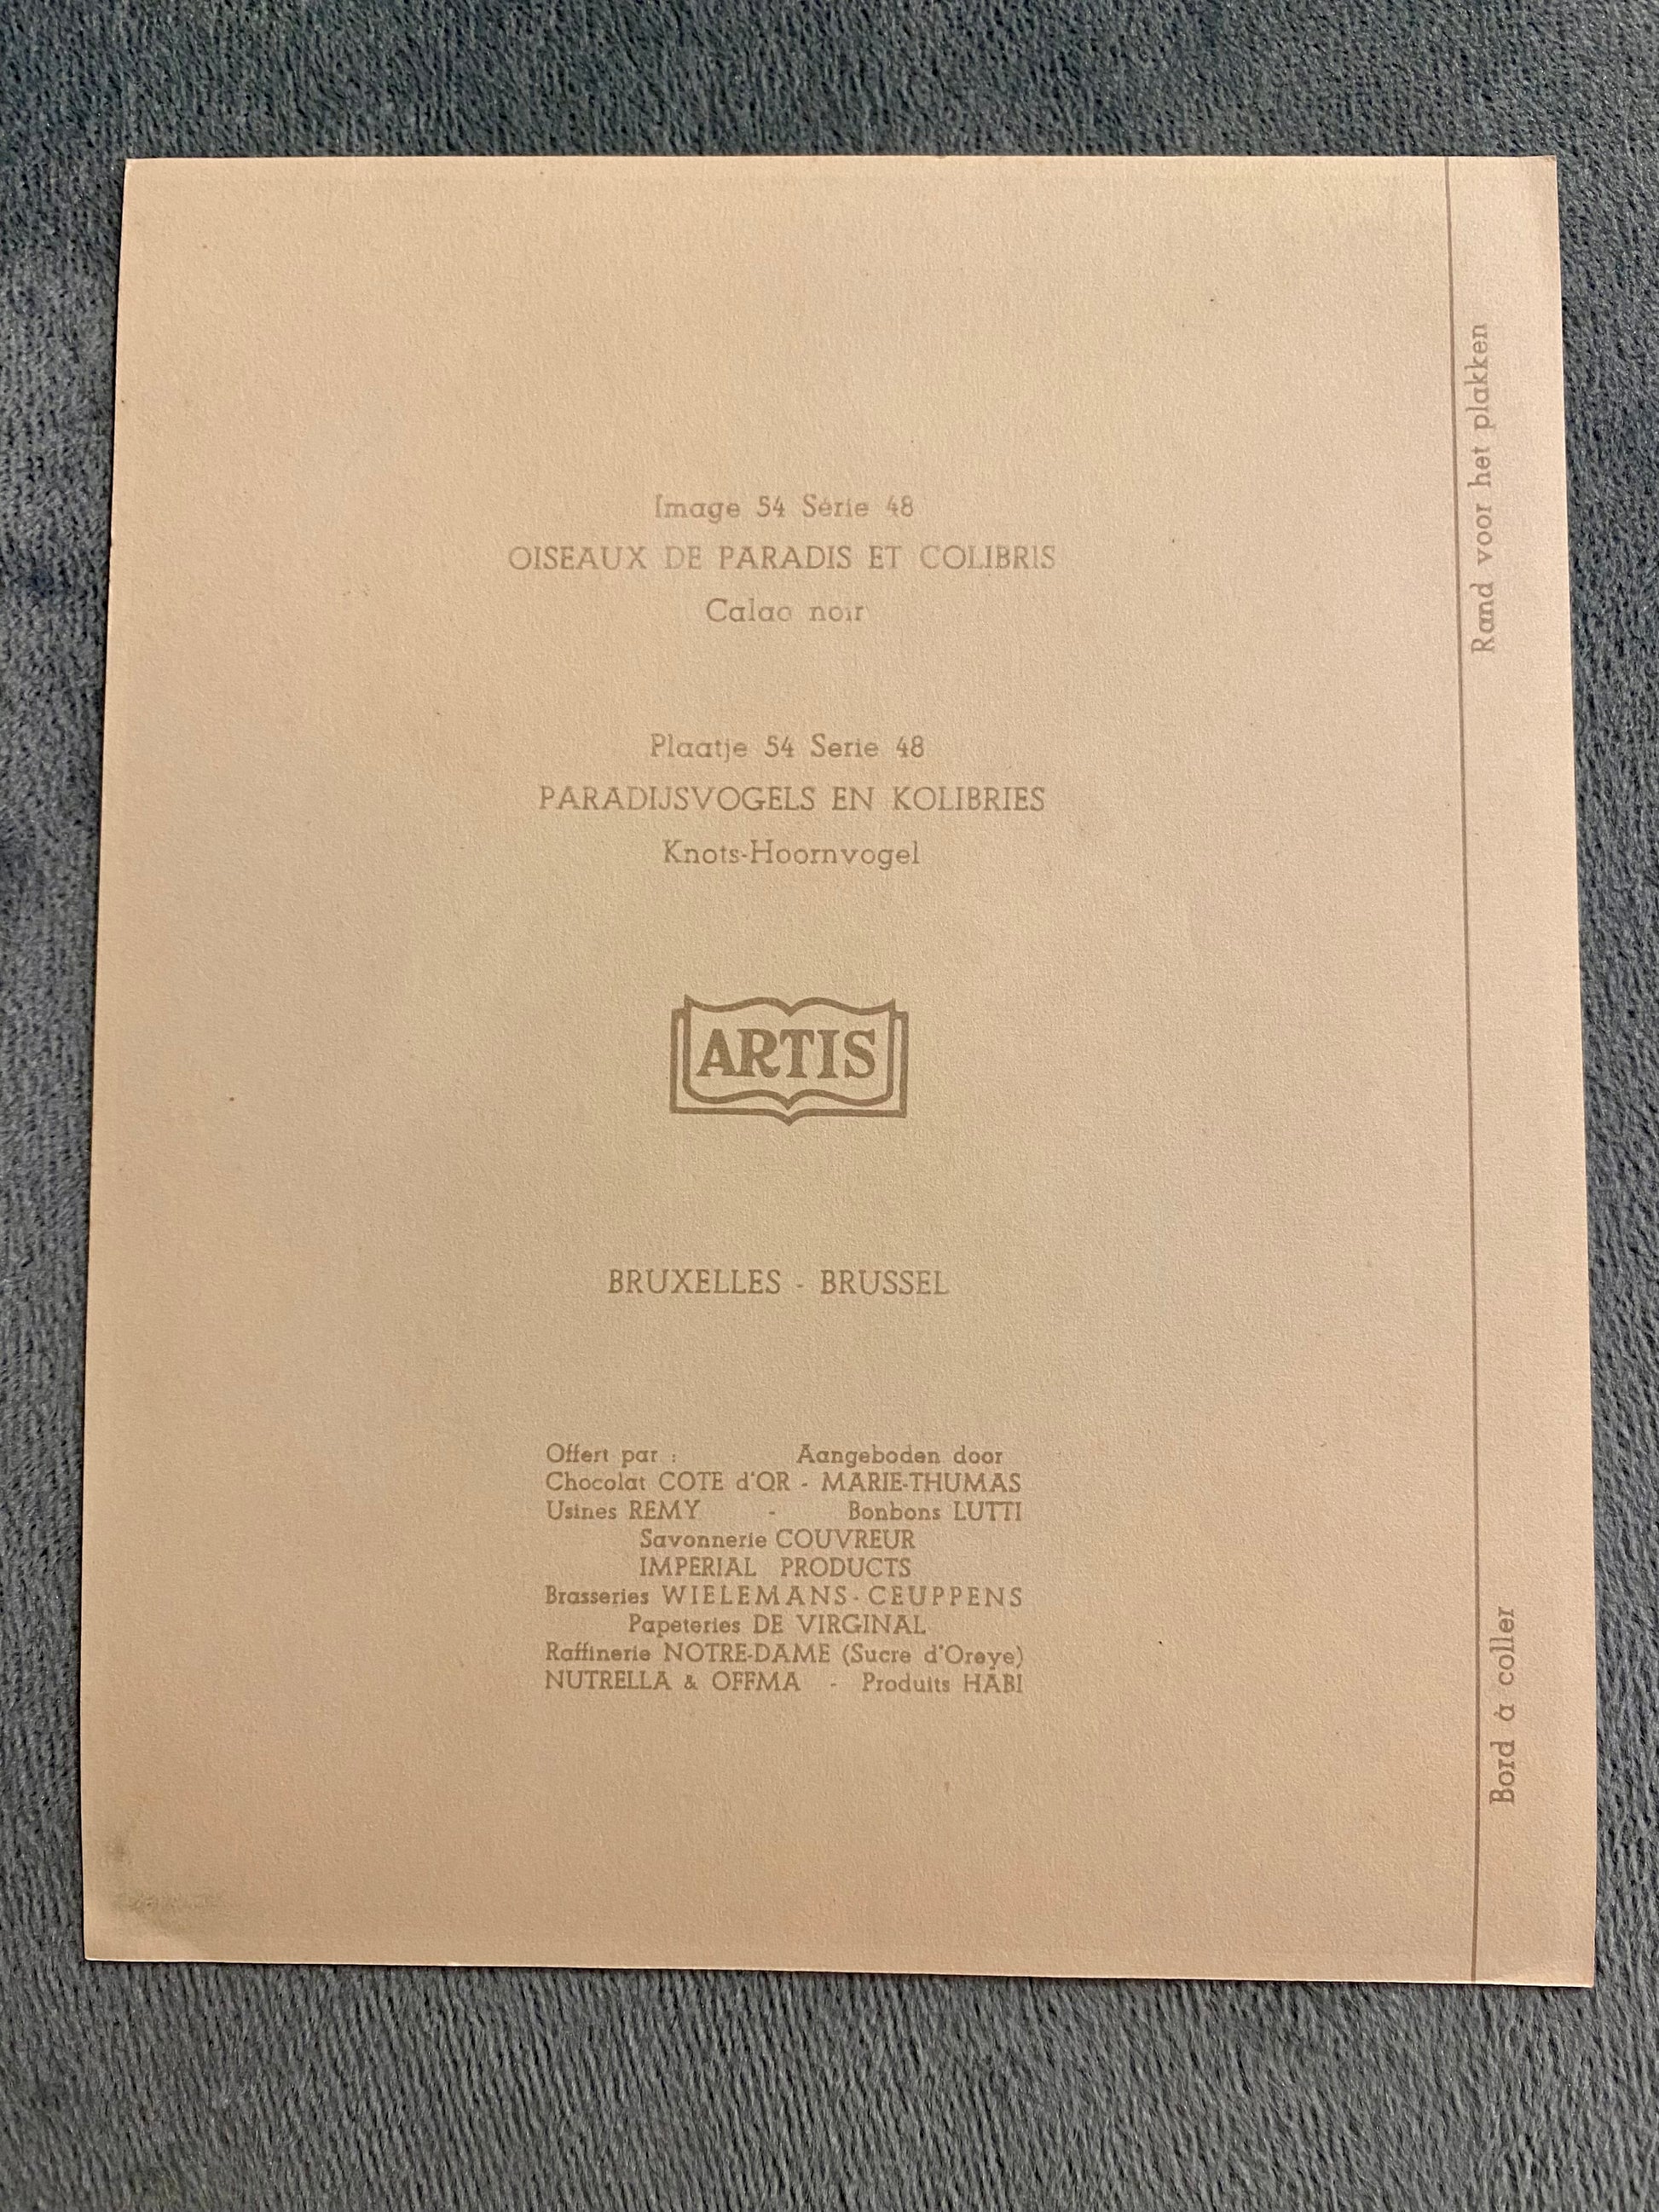 Image 54 Série 48
OISEAUX DE PARADIS ET COLIBRIS
Calao noir
Plaatje 54 Serie 48
PARADIJSVOGELS EN KOLIBRIES
Knots-Hoornvogel
ARTIS
BRUXELLES - BRUSSEL
Offert par : Aangeboden door
Chocolat COTE d'OR - MARIE-THUMAS
Usines REMY - Bonbons LUTTI
Savonnerie COUVREUR
IMPERIAL PRODUCTS
Brasseries WIELEMANS-CEUPPENS
Papeteries DE VIRGINAL
Raffinerie NOTRE-DAME (Sucre d'Oreye)
NUTRELLA & OFFMA - Produits HABI
Rand voor het plakken
Bord à coller